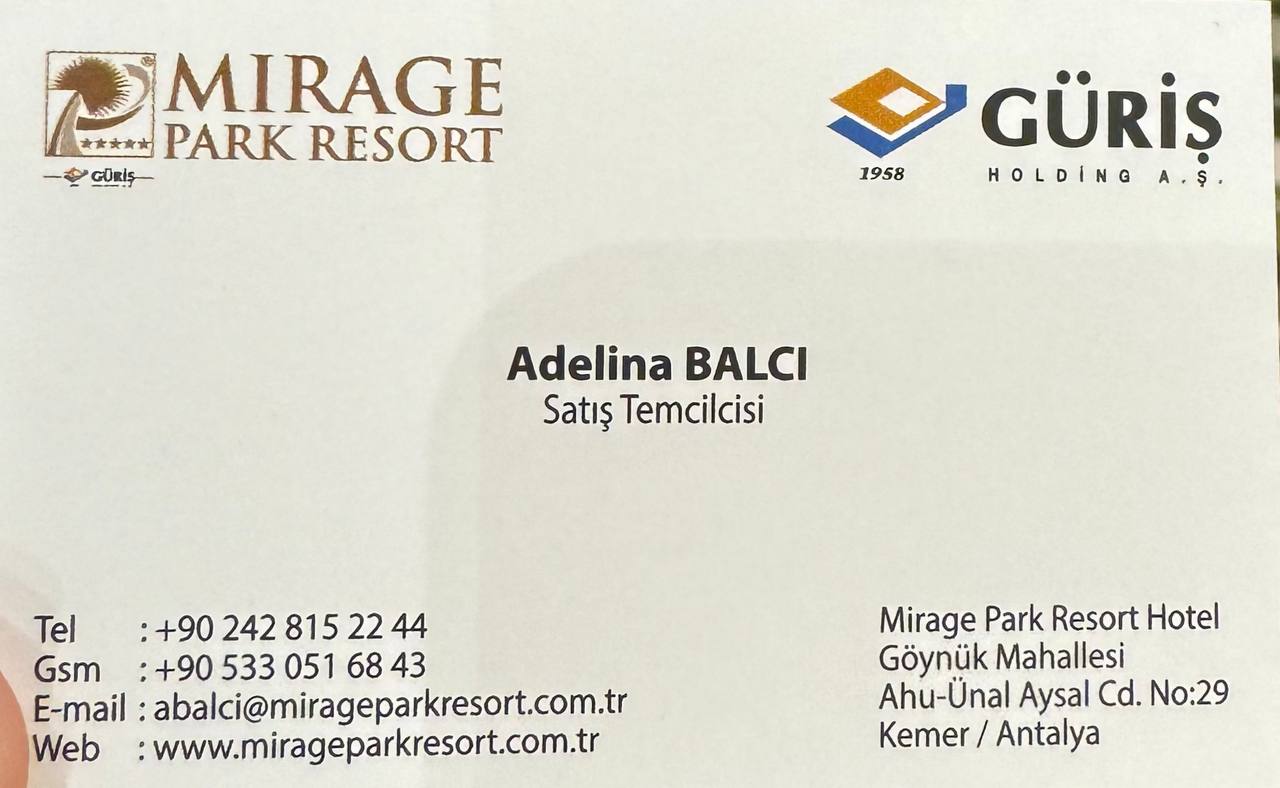 MIRAGE
PARK RESORT
GÜRİŞ
GÜRİŞ
1958
HOLDİNG A.Ş.
Adelina BALCI
Satış Temcilcisi
Tel : +90 242 815 22 44
Gsm : +90 533 051 68 43
E-mail : abalci@mirageparkresort.com.tr
Web : www.mirageparkresort.com.tr
Mirage Park Resort Hotel
Göynük Mahallesi
Ahu-Ünal Aysal Cd. No:29
Kemer / Antalya